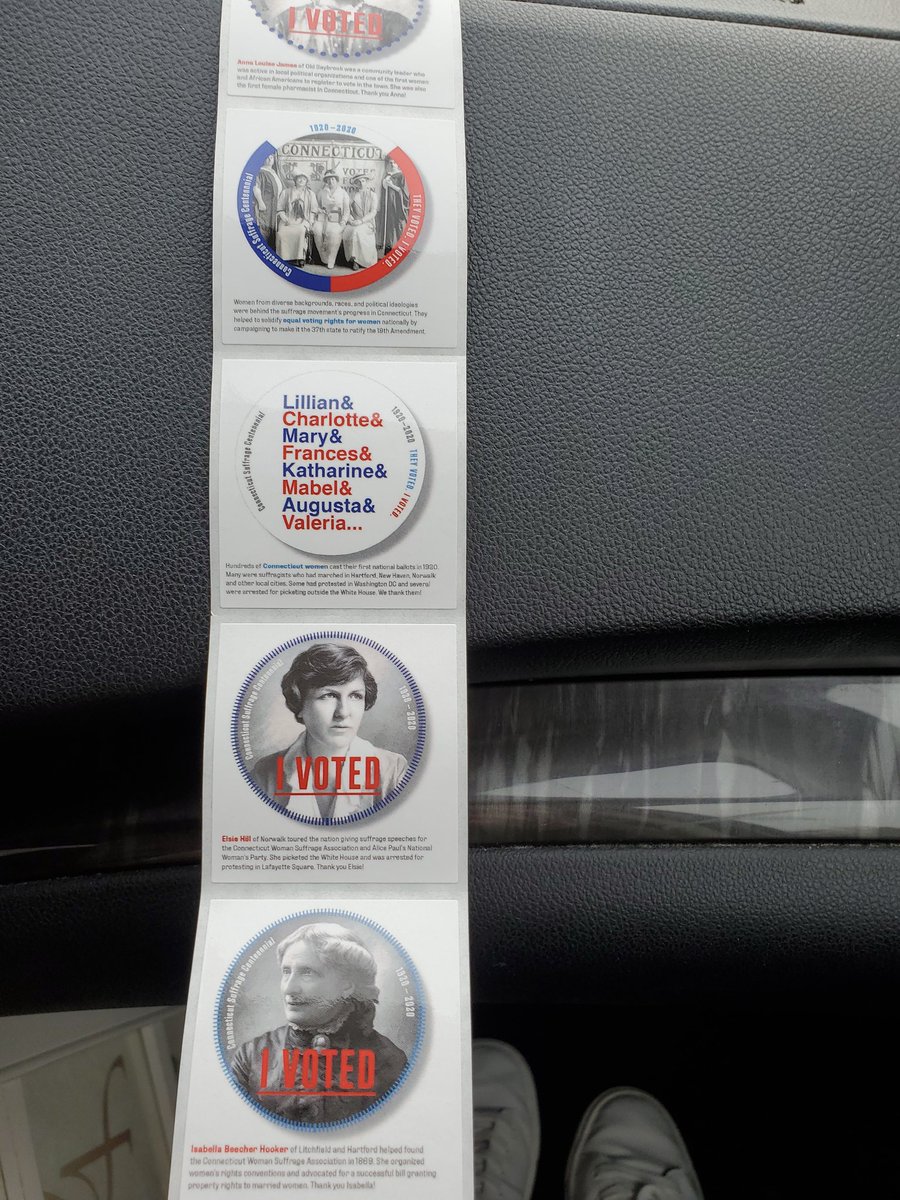 I VOTED
Anna Louise James of Old Saybrook was a community leader who
was active in local political organizations and one of the first women
and African Americans to register to vote in the town. She was also
the first female pharmacist in Connecticut. Thank you Anna!
1920–2020
CONNECTICUT
VOTES
Connecticut Suffrage Centennial
THEY VOTED. I VOTED.
Women from diverse backgrounds, races, and political ideologies
were behind the suffrage movement's progress in Connecticut. They
helped to solidify equal voting rights for women nationally by
campaigning to make it the 37th state to ratify the 19th Amendment.
Connecticut Suffrage Centennial
Lillian&
Charlotte&
Mary&
Frances&
Katharine&
Mabel&
Augusta&
Valeria...
1920–2020 THEY VOTED. I VOTED.
Hundreds of Connecticut women cast their first national ballots in 1920.
Many were suffragists who had marched in Hartford, New Haven, Norwalk
and other local cities. Some had protested in Washington DC and several
were arrested for picketing outside the White House. We thank them!
Connecticut Suffrage Centennial
1920–2020
I VOTED
Elsie Hill of Norwalk toured the nation giving suffrage speeches for
the Connecticut Woman Suffrage Association and Alice Paul's National
Woman's Party. She picketed the White House and was arrested for
protesting in Lafayette Square. Thank you Elsie!
Connecticut Suffrage Centennial
1920–2020
I VOTED
Isabella Beecher Hooker of Litchfield and Hartford helped found
the Connecticut Woman Suffrage Association in 1869. She organized
women's rights conventions and advocated for a successful bill granting
property rights to married women. Thank you Isabella!